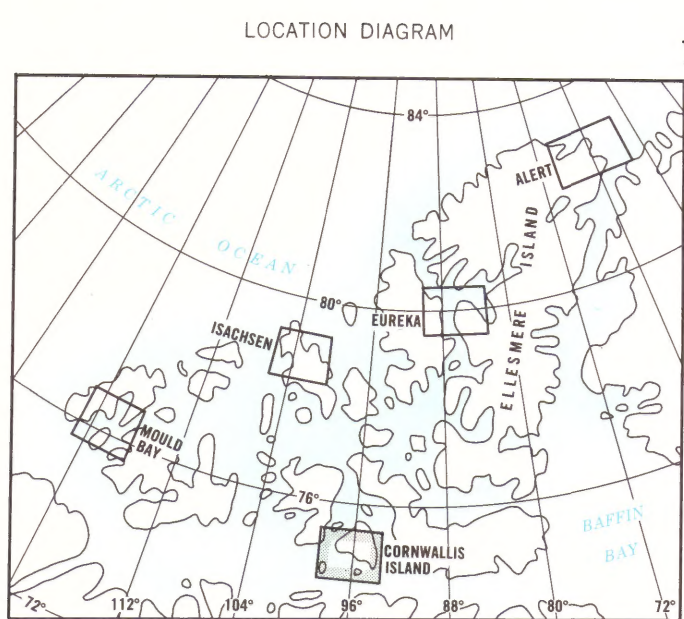 LOCATION DIAGRAM
84°
ALERT
ARCTIC
OCEAN
ELLESMERE ISLAND
80°
EUREKA
ISACHSEN
MOULD
BAY
76°
BAFFIN
BAY
CORNWALLIS
ISLAND
72°
112°
104°
96°
88°
80°
72°